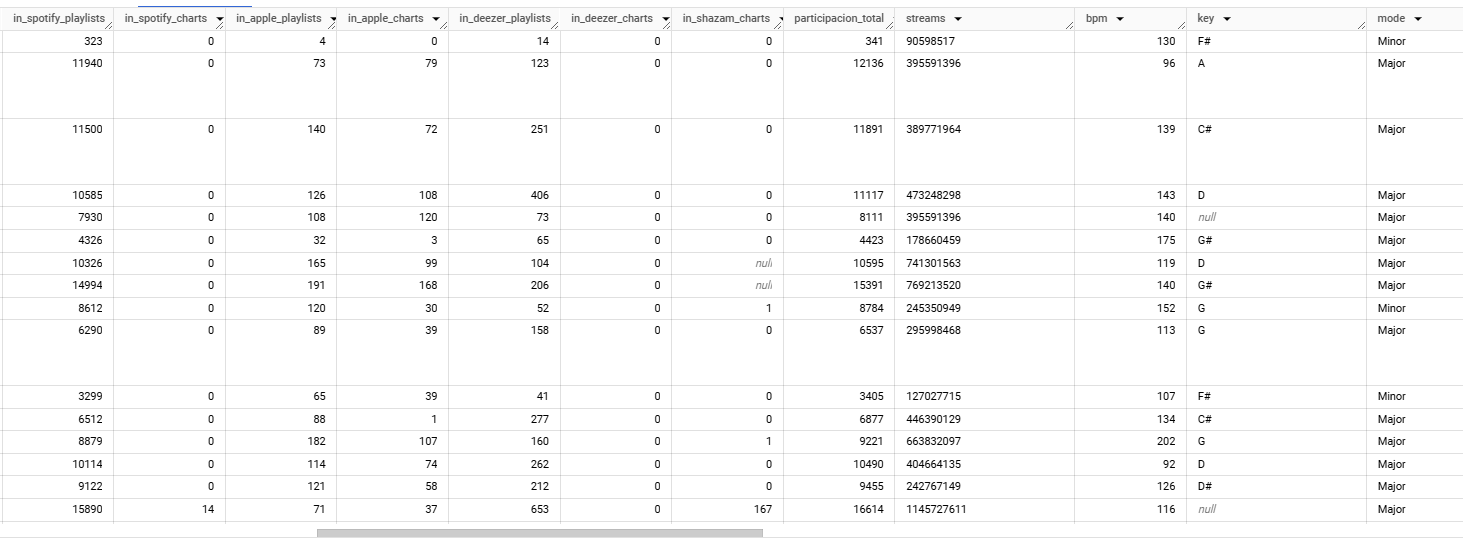 in_spotify_playlists in_spotify_charts in_apple_playlists in_apple_charts in_deezer_playlists in_deezer_charts in_shazam_charts participacion_total streams bpm key mode
323 0 4 0 14 0 0 341 90598517 130 F# Minor
11940 0 73 79 123 0 0 12136 395591396 96 A Major
11500 0 140 72 251 0 0 11891 389771964 139 C# Major
10585 0 126 108 406 0 0 11117 473248298 143 D Major
7930 0 108 120 73 0 0 8111 395591396 140 null Major
4326 0 32 3 65 0 0 4423 178660459 175 G# Major
10326 0 165 99 104 0 null 10595 741301563 119 D Major
14994 0 191 168 206 0 null 15391 769213520 140 G# Major
8612 0 120 30 52 0 1 8784 245350949 152 G Minor
6290 0 89 39 158 0 0 6537 295998468 113 G Major
3299 0 65 39 41 0 0 3405 127027715 107 F# Minor
6512 0 88 1 277 0 0 6877 446390129 134 C# Major
8879 0 182 107 160 0 1 9221 663832097 202 G Major
10114 0 114 74 262 0 0 10490 404664135 92 D Major
9122 0 121 58 212 0 0 9455 242767149 126 D# Major
15890 14 71 37 653 0 167 16614 1145727611 116 null Major